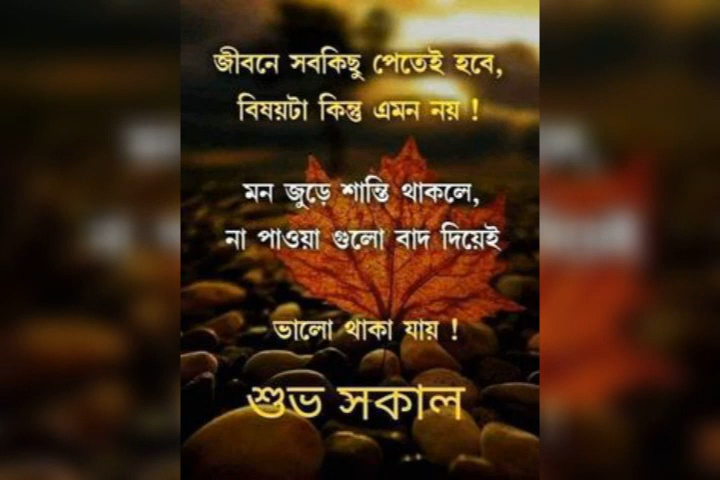 জীবনে সবকিছু পেতেই হবে,
বিষয়টা কিন্তু এমন নয় !
মন জুড়ে শান্তি থাকলে,
না পাওয়া গুলো বাদ দিয়েই
ভালো থাকা যায় !
শুভ সকাল